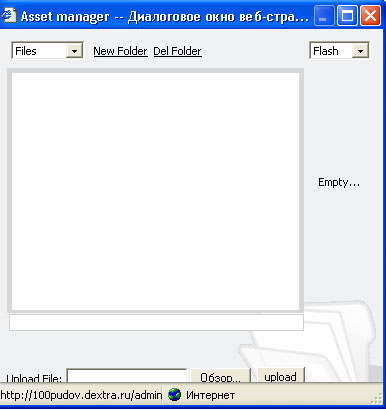 Asset manager -- Диалоговое окно веб-стра...
Files New Folder Del Folder Flash
Empty...
Upload File: Обзор... upload
http://100pudov.dextra.ru/admin Интернет